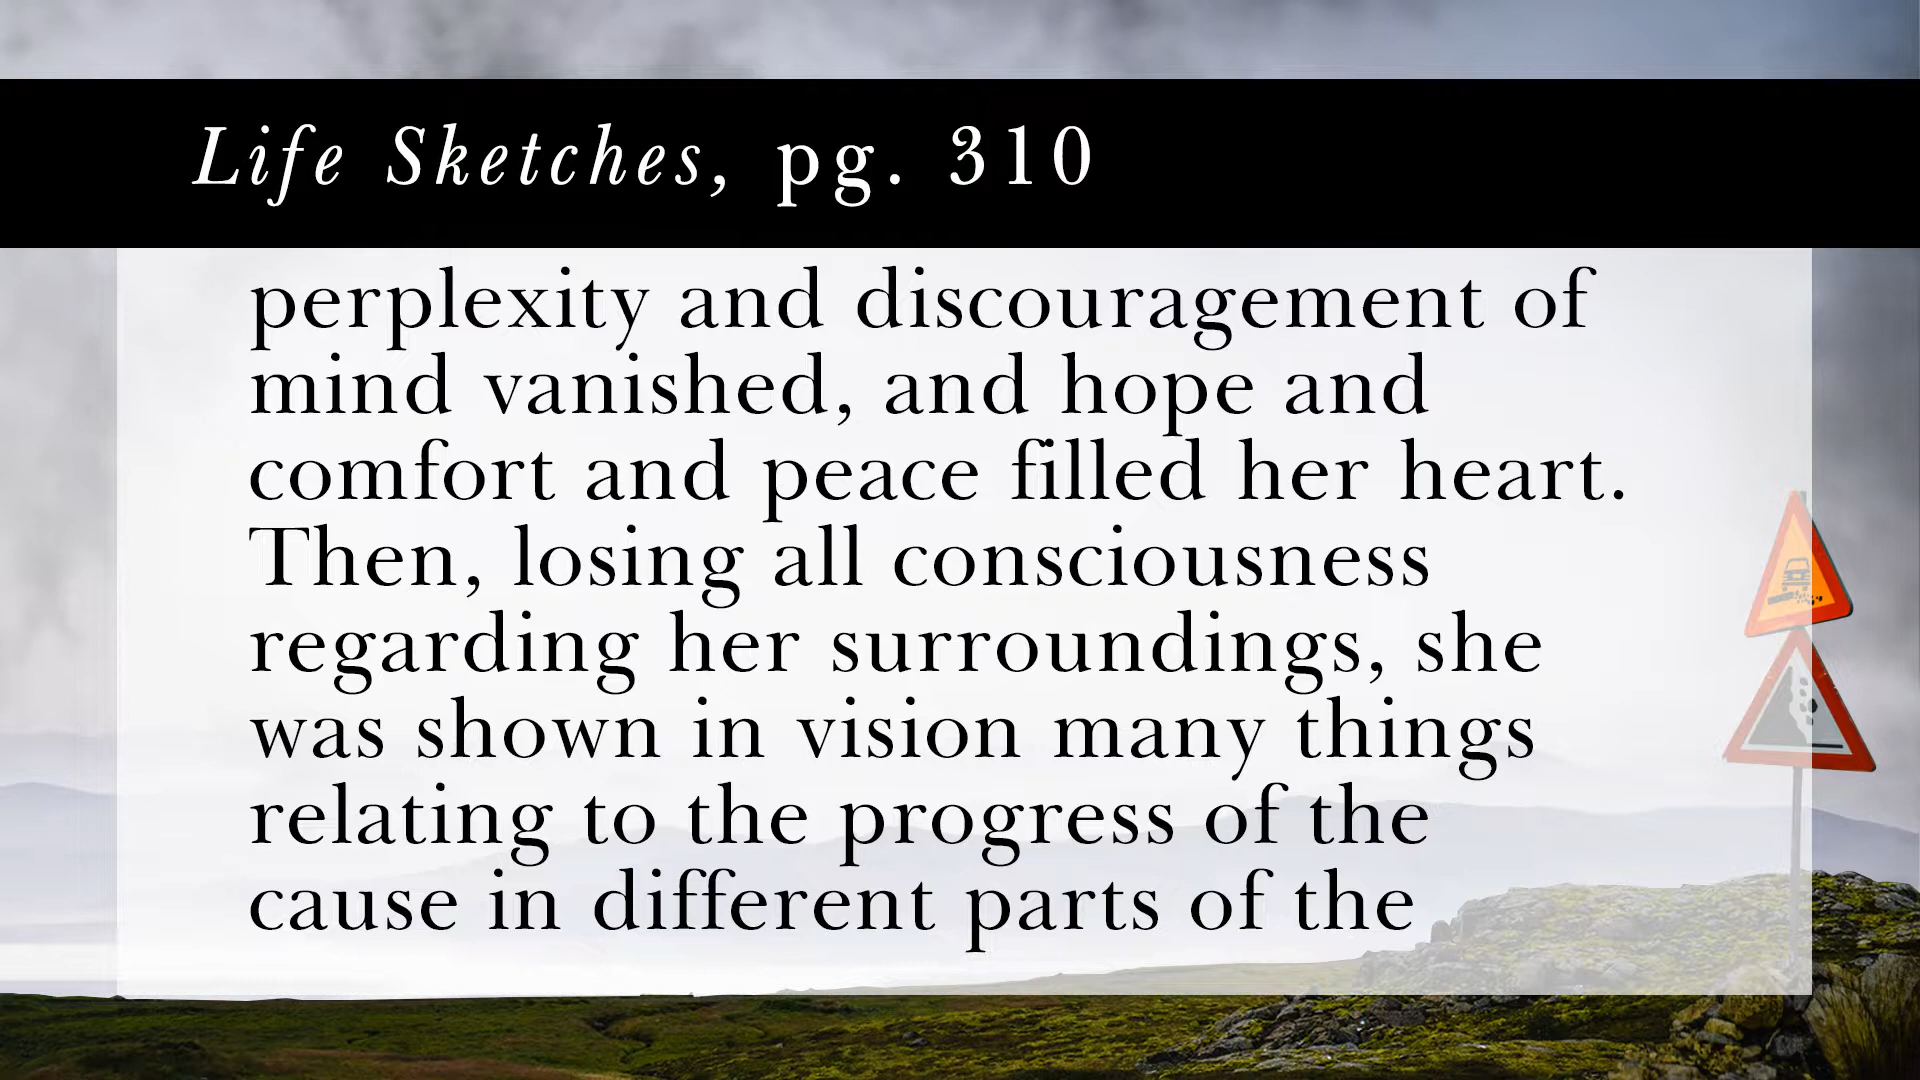 Life Sketches, pg. 310
perplexity and discouragement of
mind vanished, and hope and
comfort and peace filled her heart.
Then, losing all consciousness
regarding her surroundings, she
was shown in vision many things
relating to the progress of the
cause in different parts of the